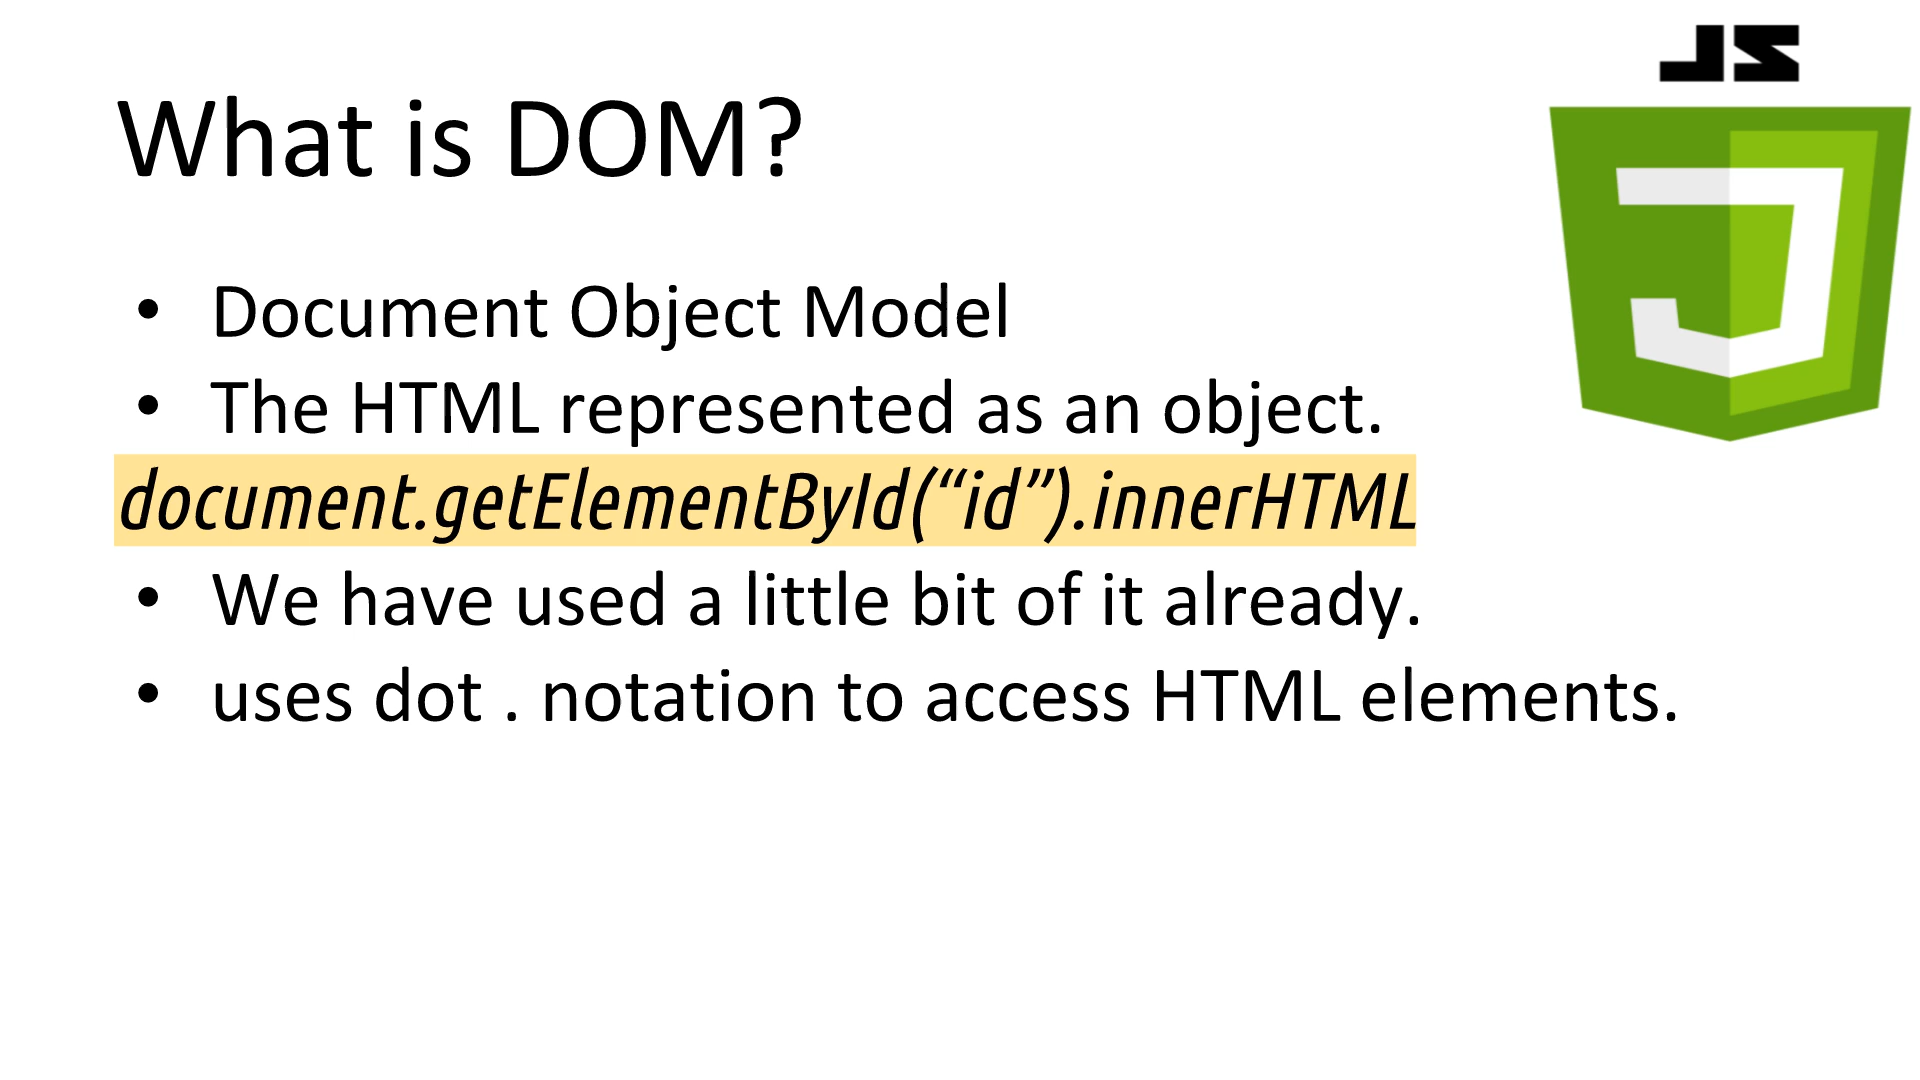 JS
What is DOM?
• Document Object Model
• The HTML represented as an object.
document.getElementById(“id”).innerHTML
• We have used a little bit of it already.
• uses dot . notation to access HTML elements.